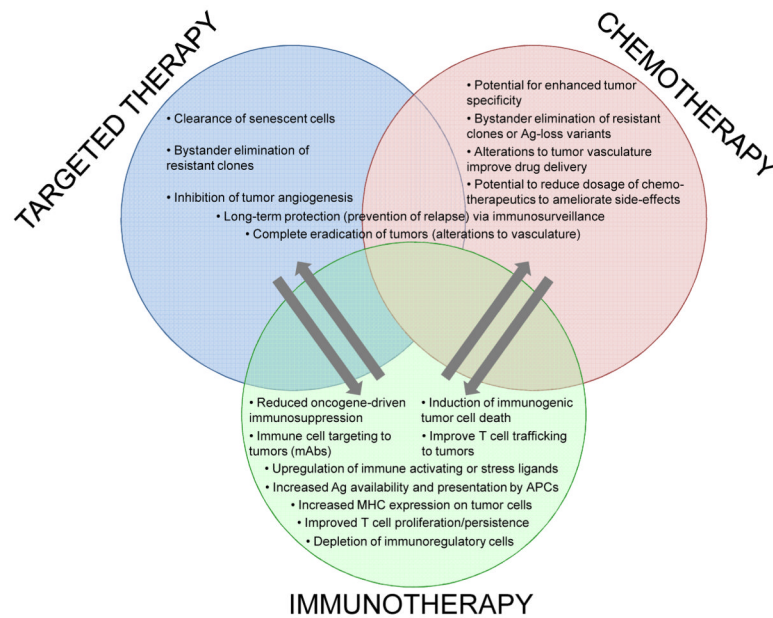 TARGETED THERAPY
CHEMOTHERAPY
• Clearance of senescent cells
• Bystander elimination of
resistant clones
• Inhibition of tumor angiogenesis
• Potential for enhanced tumor
specificity
• Bystander elimination of resistant
clones or Ag-loss variants
• Alterations to tumor vasculature
improve drug delivery
• Potential to reduce dosage of chemo-
therapeutics to ameliorate side-effects
• Long-term protection (prevention of relapse) via immunosurveillance
• Complete eradication of tumors (alterations to vasculature)
• Reduced oncogene-driven
immunosuppression
• Immune cell targeting to
tumors (mAbs)
• Induction of immunogenic
tumor cell death
• Improve T cell trafficking
to tumors
• Upregulation of immune activating or stress ligands
• Increased Ag availability and presentation by APCs
• Increased MHC expression on tumor cells
• Improved T cell proliferation/persistence
• Depletion of immunoregulatory cells
IMMUNOTHERAPY